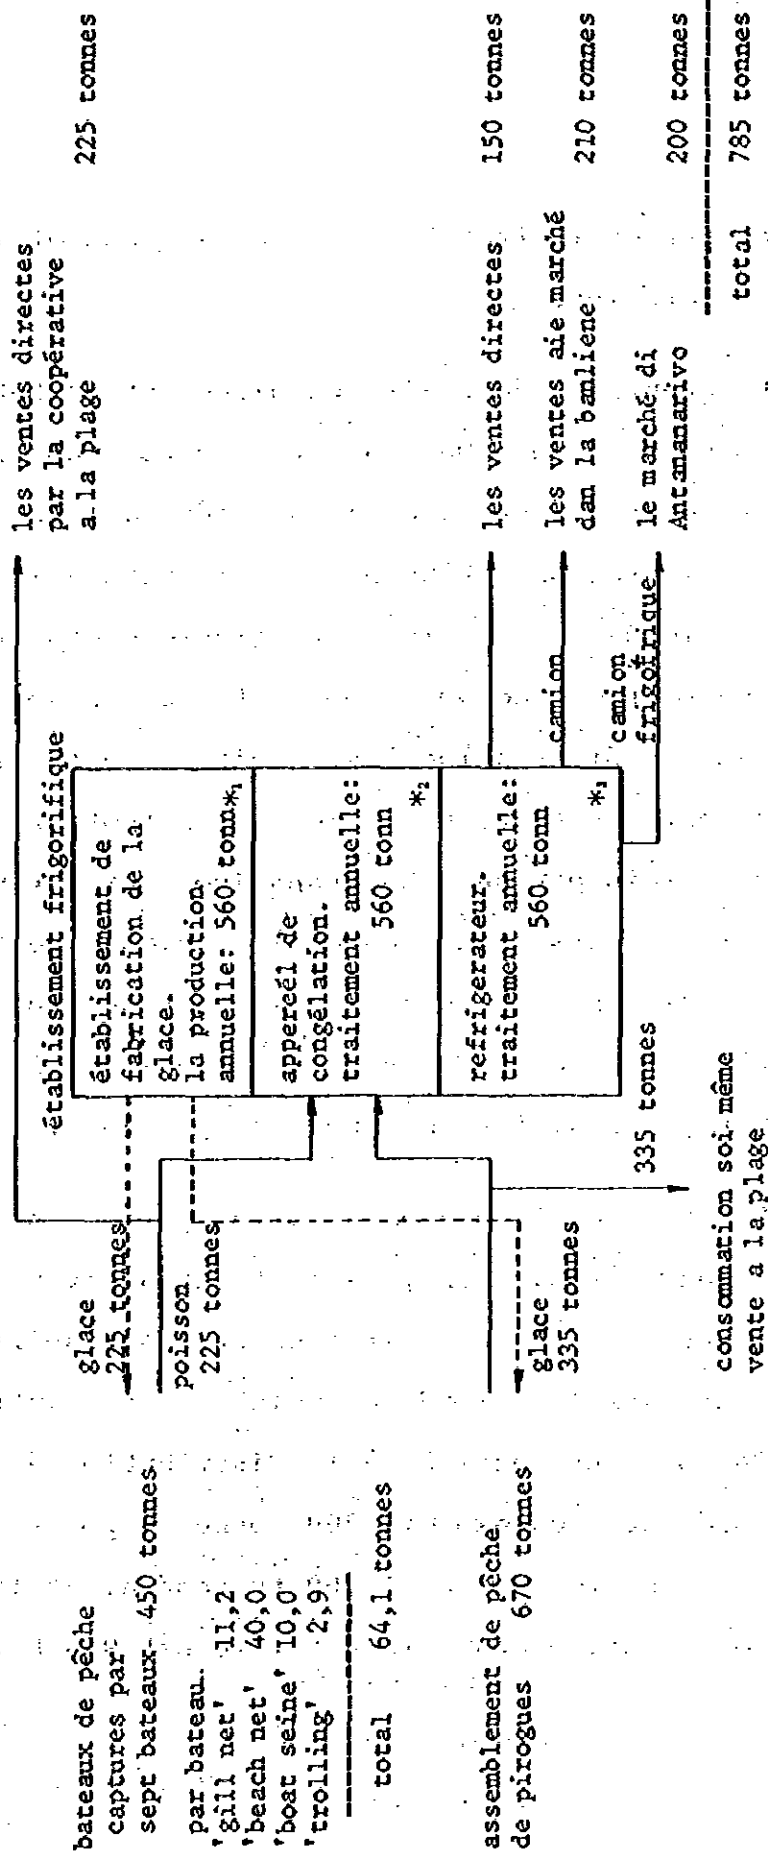 bateaux de pêche
captures par
sept bateaux 450 tonnes
par bateau.
'gill net' 11,2
'beach net' 40,0
'boat seine' 10,0
'trolling' 2,9
total 64,1 tonnes
assemblement de pêche
de pirogues 670 tonnes
glace
225 tonnes
poisson
225 tonnes
glace
335 tonnes
établissement frigorifique
établissement de
fabrication de la
glace.
la production
annuelle: 560 tonn*1
appereél de
congélation.
traitement annuelle:
560 tonn
*2
refrigerateur.
traitement annuelle:
560 tonn
*3
335 tonnes
consommation soi même
vente a la plage
camion
camion
frigofrique
les ventes directes
par la coopérative
a la plage
225 tonnes
les ventes directes 150 tonnes
les ventes aie marché
dan la banliene 210 tonnes
le marché di
Antananarivo 200 tonnes
total 785 tonnes